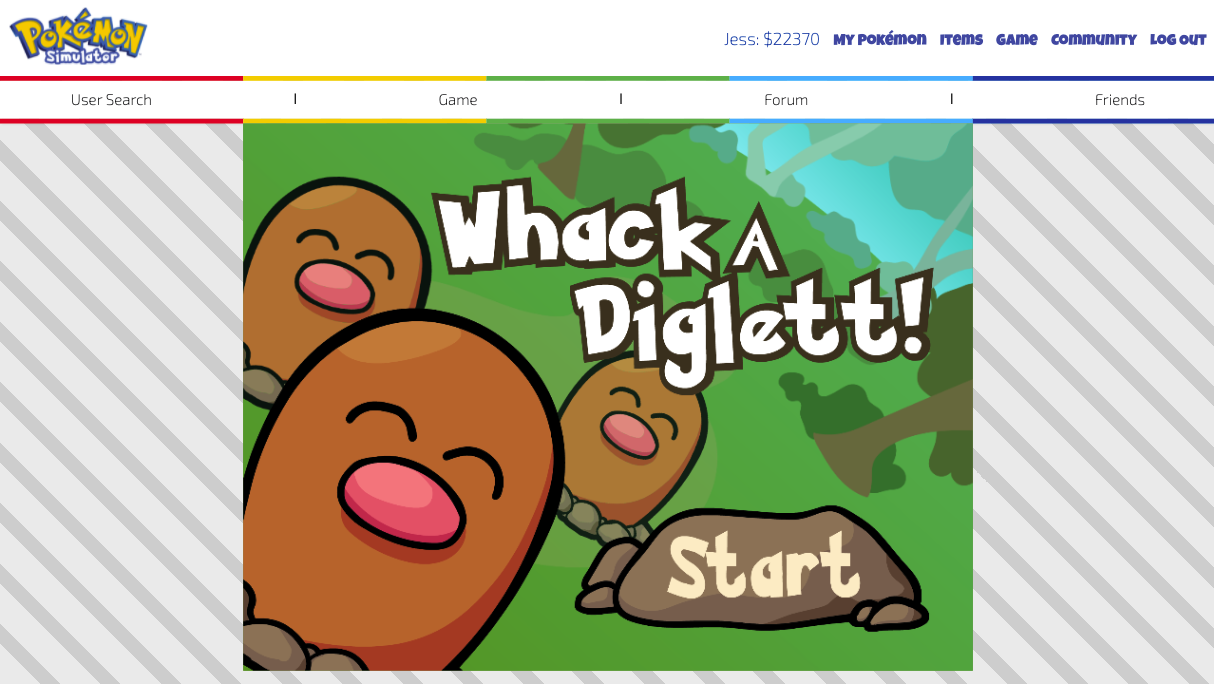 Pokémon
Simulator
Jess: $22370 My Pokémon Items Game Community Log Out
User Search | Game | Forum | Friends
Whack A
Diglett!
Start